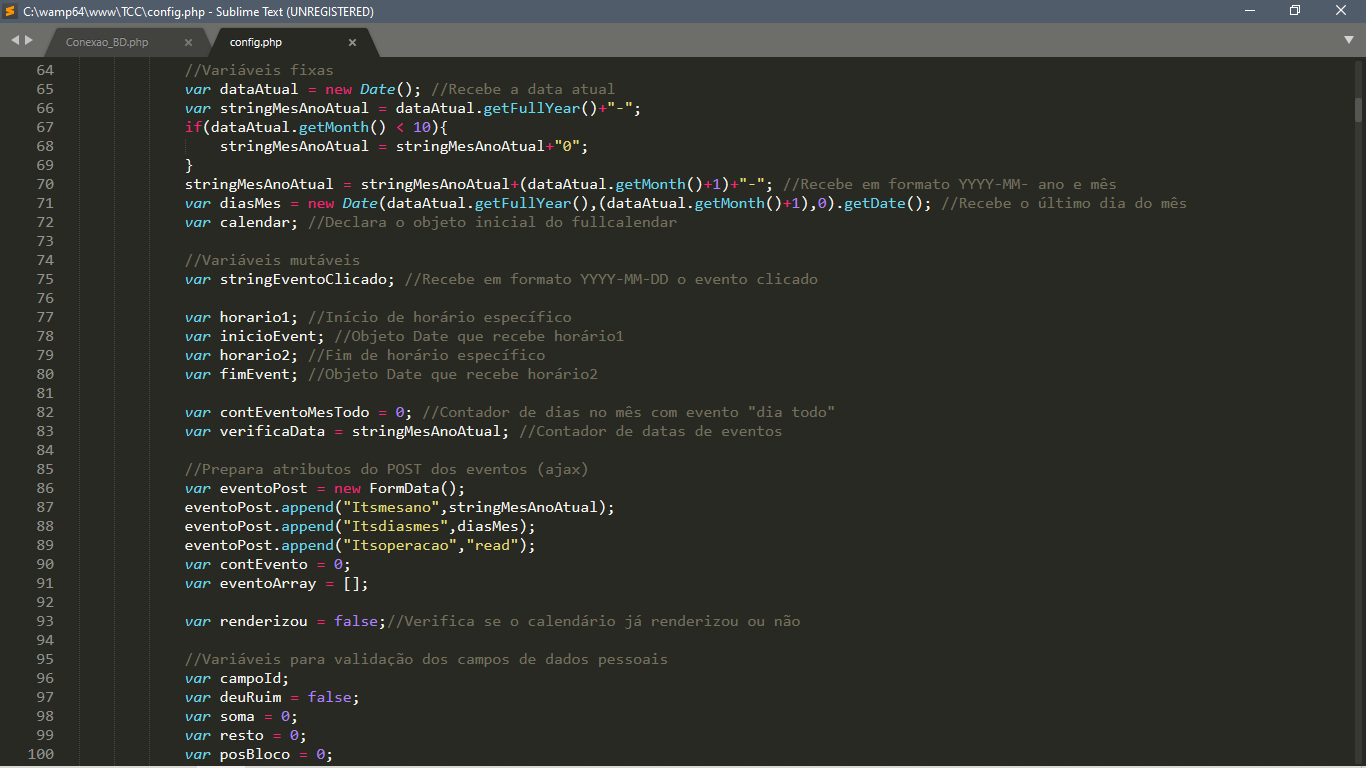 C:\wamp64\www\TCC\config.php - Sublime Text (UNREGISTERED)
Conexao_BD.php × config.php ×
64 //Variáveis fixas
65 var dataAtual = new Date(); //Recebe a data atual
66 var stringMesAnoAtual = dataAtual.getFullYear()+"-";
67 if(dataAtual.getMonth() < 10){
68 stringMesAnoAtual = stringMesAnoAtual+"0";
69 }
70 stringMesAnoAtual = stringMesAnoAtual+(dataAtual.getMonth()+1)+"-"; //Recebe em formato YYYY-MM- ano e mês
71 var diasMes = new Date(dataAtual.getFullYear(),(dataAtual.getMonth()+1),0).getDate(); //Recebe o último dia do mês
72 var calendar; //Declara o objeto inicial do fullcalendar
73
74 //Variáveis mutáveis
75 var stringEventoClicado; //Recebe em formato YYYY-MM-DD o evento clicado
76
77 var horario1; //Início de horário específico
78 var inicioEvent; //Objeto Date que recebe horário1
79 var horario2; //Fim de horário específico
80 var fimEvent; //Objeto Date que recebe horário2
81
82 var contEventoMesTodo = 0; //Contador de dias no mês com evento "dia todo"
83 var verificaData = stringMesAnoAtual; //Contador de datas de eventos
84
85 //Prepara atributos do POST dos eventos (ajax)
86 var eventoPost = new FormData();
87 eventoPost.append("Itsmesano",stringMesAnoAtual);
88 eventoPost.append("Itsdiasmes",diasMes);
89 eventoPost.append("Itsoperacao","read");
90 var contEvento = 0;
91 var eventoArray = [];
92
93 var renderizou = false;//Verifica se o calendário já renderizou ou não
94
95 //Variáveis para validação dos campos de dados pessoais
96 var campoId;
97 var deuRuim = false;
98 var soma = 0;
99 var resto = 0;
100 var posBloco = 0;